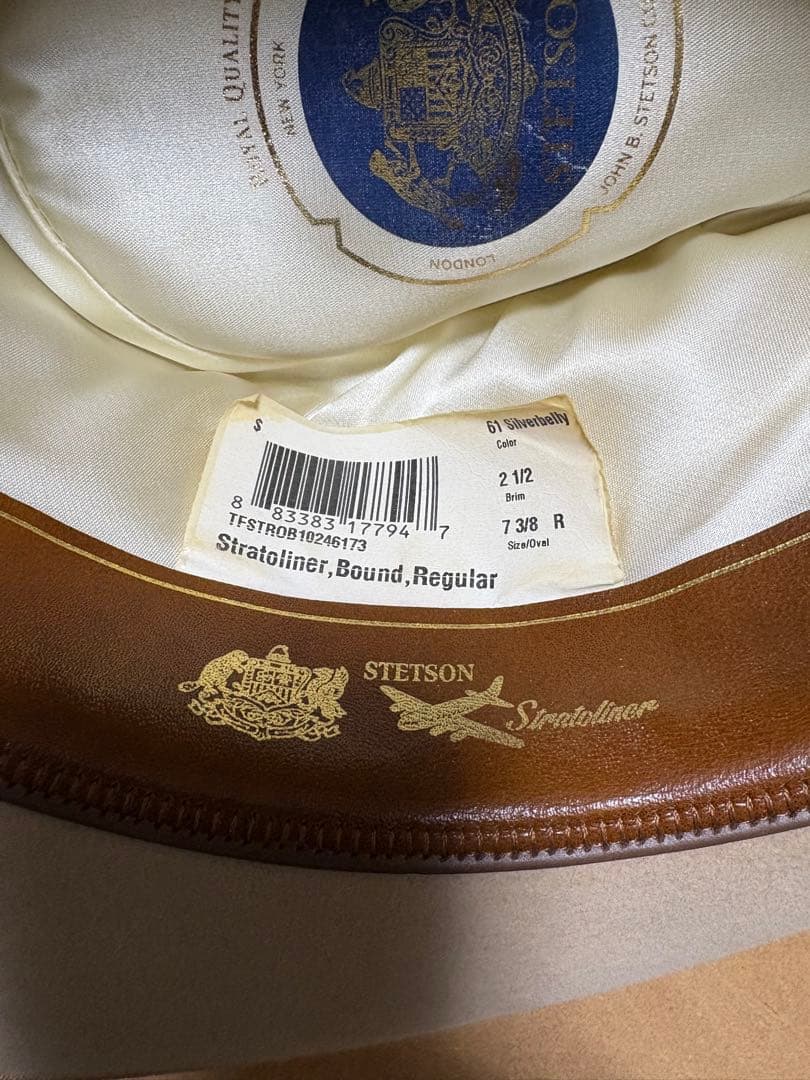 ROYAL QUALITY
NEW YORK
STETSO
JOHN B. STETSON CO
LONDON
$
61 Silverbelly
Color
2 1/2
Brim
7 3/8 R
Size/Oval
8 83383 17794 7
TFSTROB10246173
Stratoliner,Bound,Regular
STETSON
Stratoliner